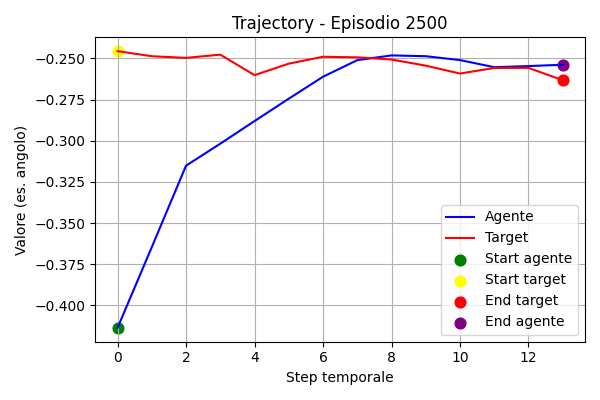 Trajectory - Episodio 2500
Valore (es. angolo)
−0.250
−0.275
−0.300
−0.325
−0.350
−0.375
−0.400
0 2 4 6 8 10 12
Step temporale
Agente
Target
Start agente
Start target
End target
End agente